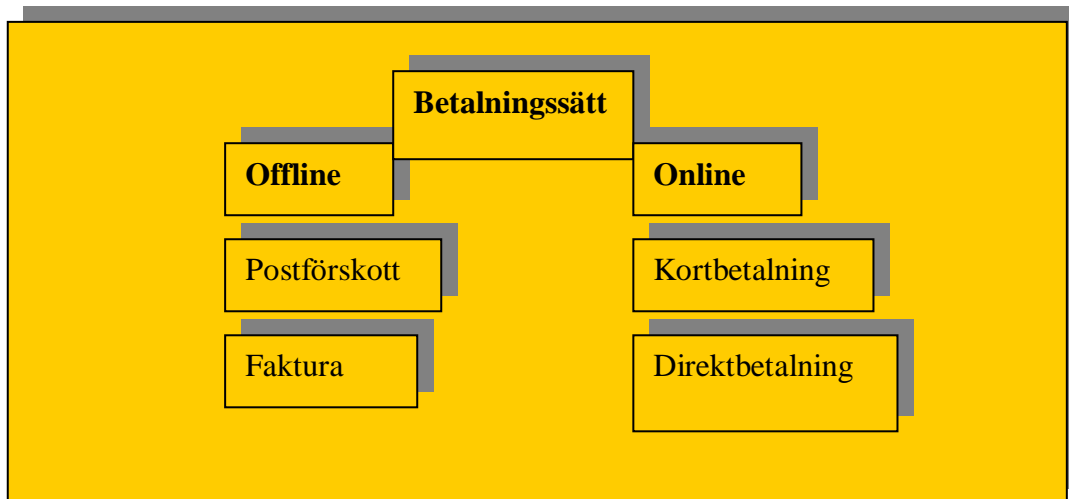 Betalningssätt
Offline
Online
Postförskott
Kortbetalning
Faktura
Direktbetalning